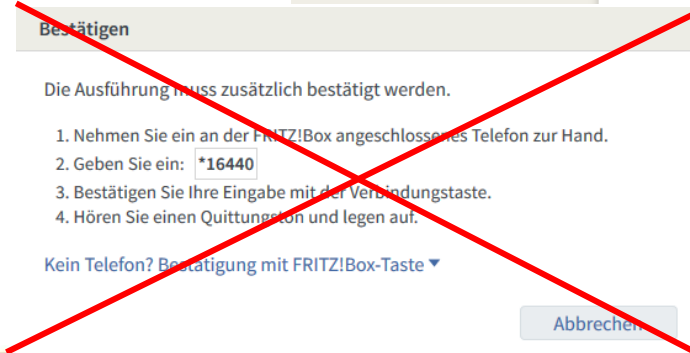 Bestätigen
Die Ausführung muss zusätzlich bestätigt werden.
1. Nehmen Sie ein an der FRITZ!Box angeschlossenes Telefon zur Hand.
2. Geben Sie ein: *16440
3. Bestätigen Sie Ihre Eingabe mit der Verbindungstaste.
4. Hören Sie einen Quittungston und legen auf.
Kein Telefon? Bestätigung mit FRITZ!Box-Taste
Abbrechen